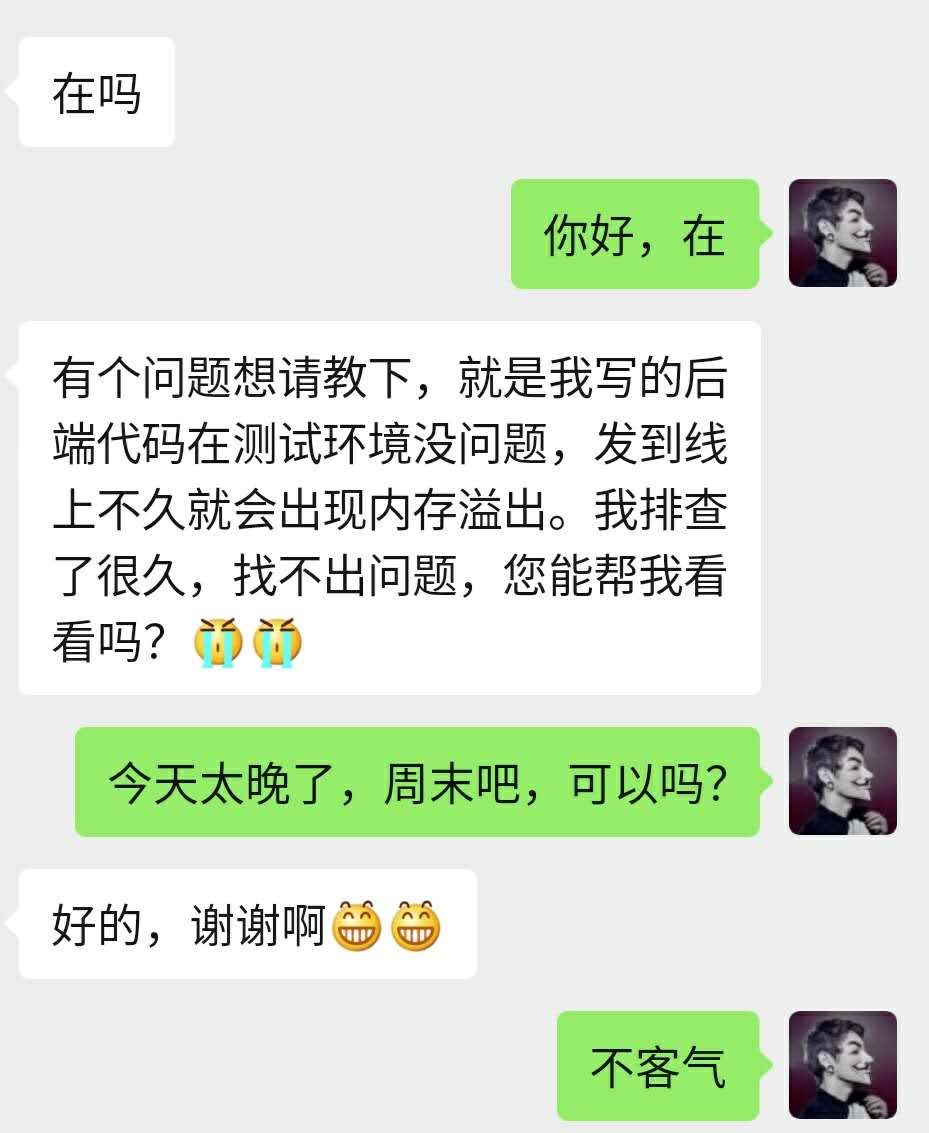 在吗
你好，在
有个问题想请教下，就是我写的后
端代码在测试环境没问题，发到线
上不久就会出现内存溢出。我排查
了很久，找不出问题，您能帮我看
看吗？😭😭
今天太晚了，周末吧，可以吗？
好的，谢谢啊😁😁
不客气